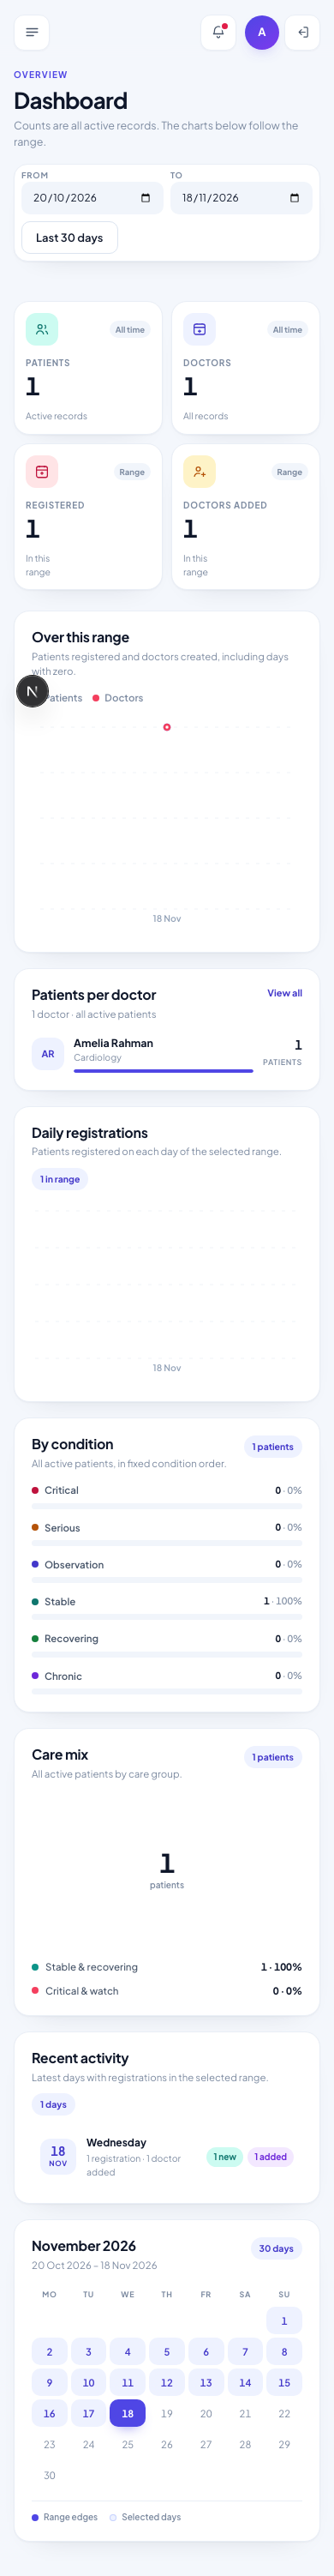 A
OVERVIEW
Dashboard
Counts are all active records. The charts below follow the
range.
FROM
TO
20/10/2026
18/11/2026
Last 30 days
All time
All time
PATIENTS
DOCTORS
1
1
Active records
All records
Range
Range
REGISTERED
DOCTORS ADDED
1
1
In this
range
In this
range
Over this range
Patients registered and doctors created, including days
with zero.
N
atients
Doctors
18 Nov
Patients per doctor
View all
1 doctor · all active patients
AR
Amelia Rahman
Cardiology
1
PATIENTS
Daily registrations
Patients registered on each day of the selected range.
1 in range
18 Nov
By condition
1 patients
All active patients, in fixed condition order.
Critical 0 · 0%
Serious 0 · 0%
Observation 0 · 0%
Stable 1 · 100%
Recovering 0 · 0%
Chronic 0 · 0%
Care mix
1 patients
All active patients by care group.
1
patients
Stable & recovering 1 · 100%
Critical & watch 0 · 0%
Recent activity
Latest days with registrations in the selected range.
1 days
18
NOV
Wednesday
1 registration · 1 doctor
added
1 new
1 added
November 2026
30 days
20 Oct 2026 – 18 Nov 2026
MO TU WE TH FR SA SU
1
2 3 4 5 6 7 8
9 10 11 12 13 14 15
16 17 18 19 20 21 22
23 24 25 26 27 28 29
30
Range edges
Selected days